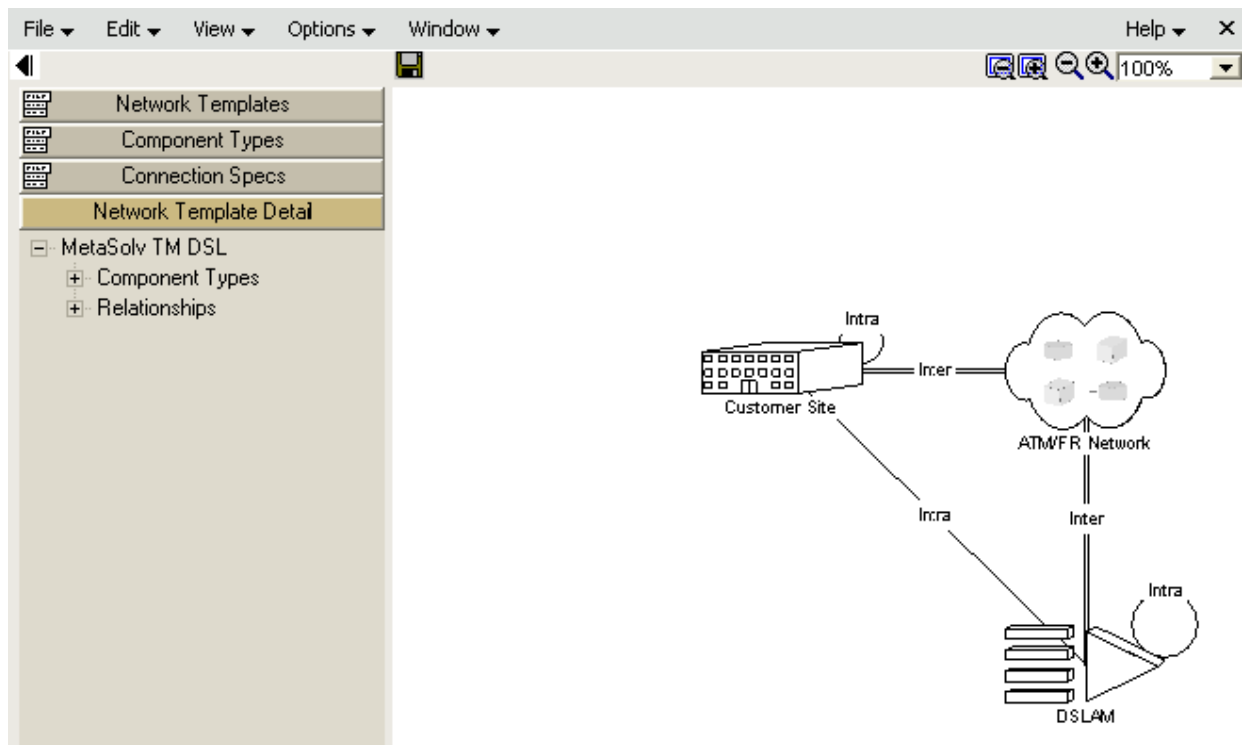 File Edit View Options Window Help
100%
Network Templates
Component Types
Connection Specs
Network Template Detail
MetaSolv TM DSL
Component Types
Relationships
Intra
Inter
Customer Site
ATM/FR Network
Intra
Inter
Intra
DSLAM